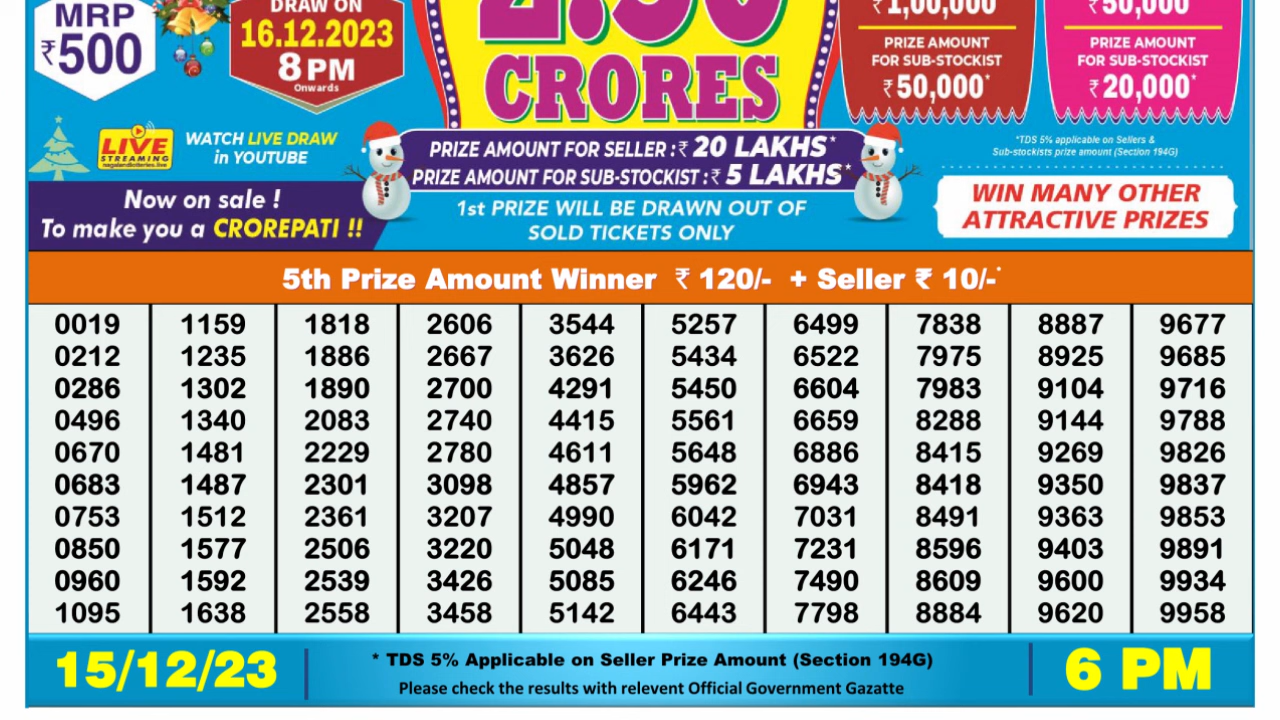 MRP
₹500
DRAW ON
16.12.2023
8 PM
Onwards
2.50
CRORES
₹1,00,000
PRIZE AMOUNT
FOR SUB-STOCKIST
₹50,000*
₹50,000
PRIZE AMOUNT
FOR SUB-STOCKIST
₹20,000*
LIVE
STREAMING
nagalandlotteries.live
WATCH LIVE DRAW
in YOUTUBE
PRIZE AMOUNT FOR SELLER :₹ 20 LAKHS*
PRIZE AMOUNT FOR SUB-STOCKIST :₹ 5 LAKHS*
*TDS 5% applicable on Sellers &
Sub-stockists prize amount (Section 194G)
Now on sale !
To make you a CROREPATI !!
1st PRIZE WILL BE DRAWN OUT OF
SOLD TICKETS ONLY
WIN MANY OTHER
ATTRACTIVE PRIZES
5th Prize Amount Winner ₹ 120/- + Seller ₹ 10/-*
0019 1159 1818 2606 3544 5257 6499 7838 8887 9677
0212 1235 1886 2667 3626 5434 6522 7975 8925 9685
0286 1302 1890 2700 4291 5450 6604 7983 9104 9716
0496 1340 2083 2740 4415 5561 6659 8288 9144 9788
0670 1481 2229 2780 4611 5648 6886 8415 9269 9826
0683 1487 2301 3098 4857 5962 6943 8418 9350 9837
0753 1512 2361 3207 4990 6042 7031 8491 9363 9853
0850 1577 2506 3220 5048 6171 7231 8596 9403 9891
0960 1592 2539 3426 5085 6246 7490 8609 9600 9934
1095 1638 2558 3458 5142 6443 7798 8884 9620 9958
15/12/23
* TDS 5% Applicable on Seller Prize Amount (Section 194G)
Please check the results with relevent Official Government Gazatte
6 PM